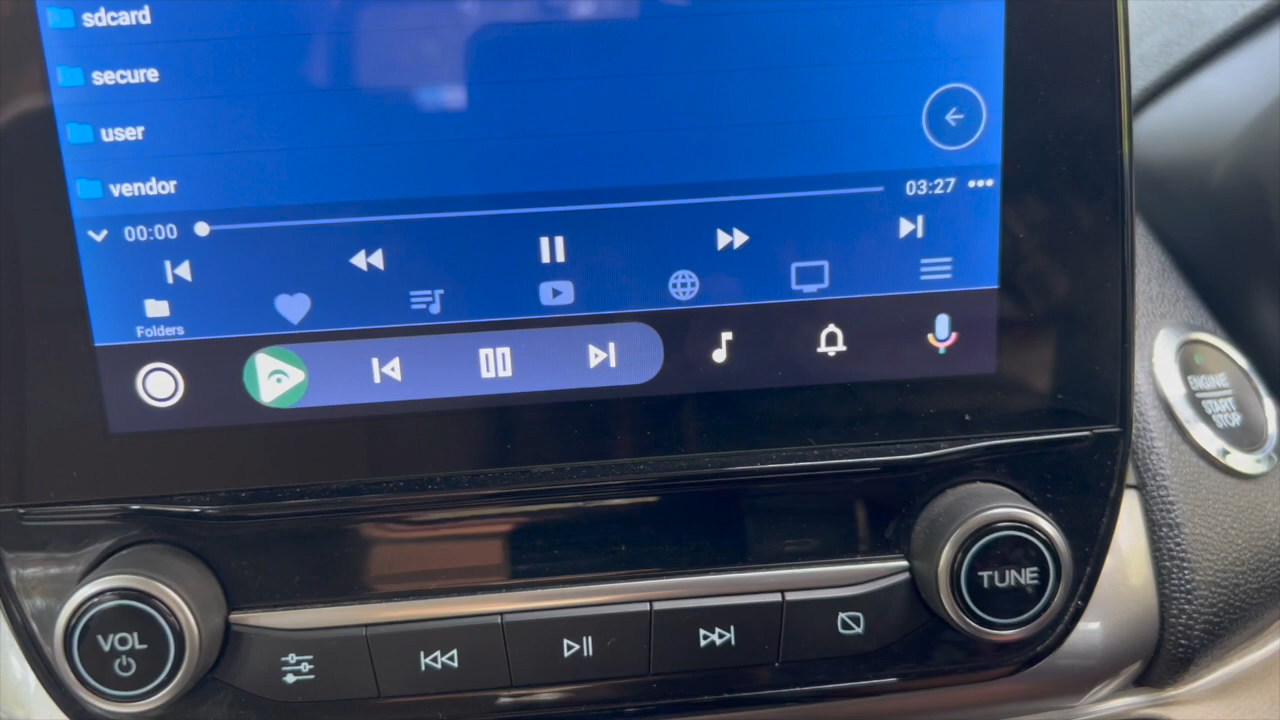 sdcard
secure
user
vendor
00:00
03:27
Folders
ENGINE
START
STOP
VOL
TUNE